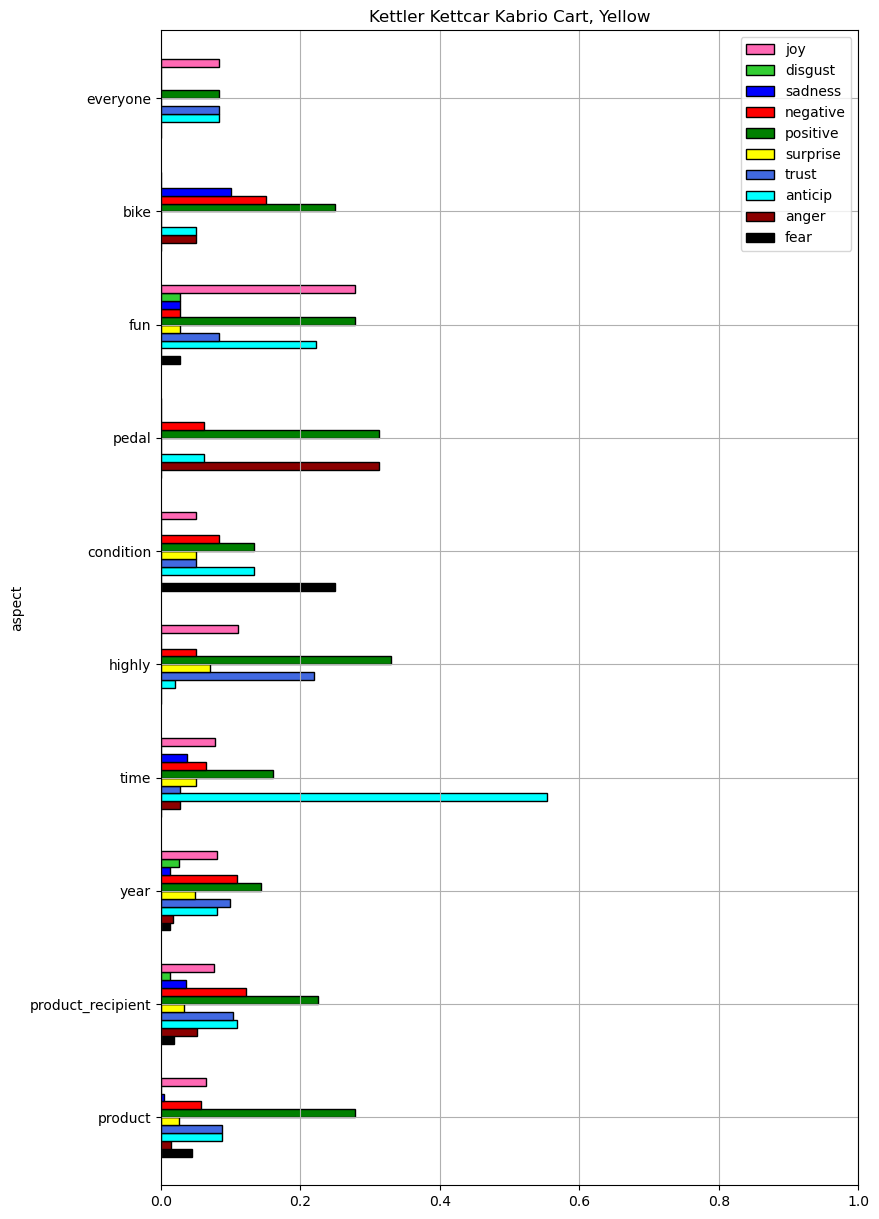 Kettler Kettcar Kabrio Cart, Yellow
joy
disgust
sadness
negative
positive
surprise
trust
anticip
anger
fear
everyone
bike
fun
pedal
condition
highly
time
year
product_recipient
product
aspect
0.0 0.2 0.4 0.6 0.8 1.0